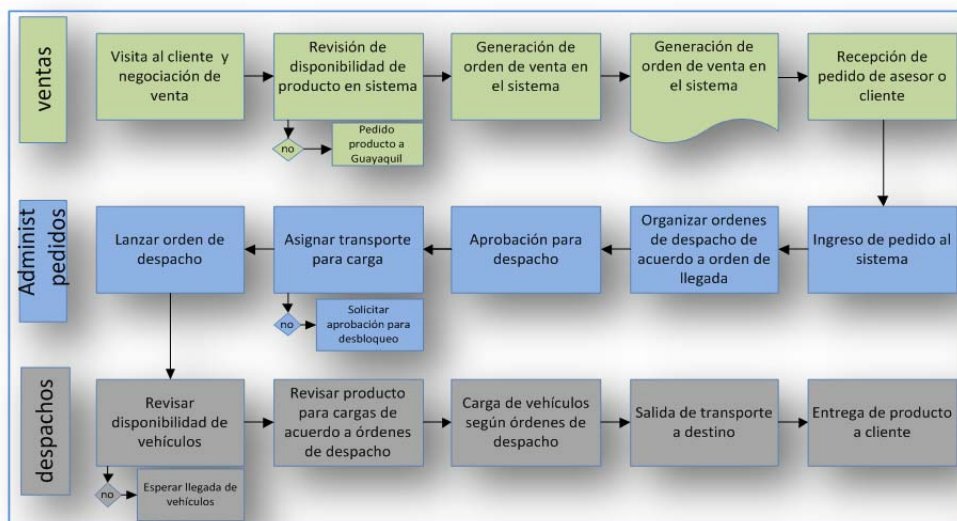 ventas
Visita al cliente y
negociación de
venta
Revisión de
disponibilidad de
producto en sistema
Generación de
orden de venta en
el sistema
Generación de
orden de venta en
el sistema
Recepción de
pedido de asesor o
cliente
no
Pedido
producto a
Guayaquil
Administ
pedidos
Lanzar orden de
despacho
Asignar transporte
para carga
Aprobación para
despacho
Organizar ordenes
de despacho de
acuerdo a orden de
llegada
Ingreso de pedido al
sistema
no
Solicitar
aprobación para
desbloqueo
despachos
Revisar
disponibilidad de
vehículos
Revisar producto
para cargas de
acuerdo a órdenes
de despacho
Carga de vehículos
según órdenes de
despacho
Salida de transporte
a destino
Entrega de producto
a cliente
no
Esperar llegada de
vehículos